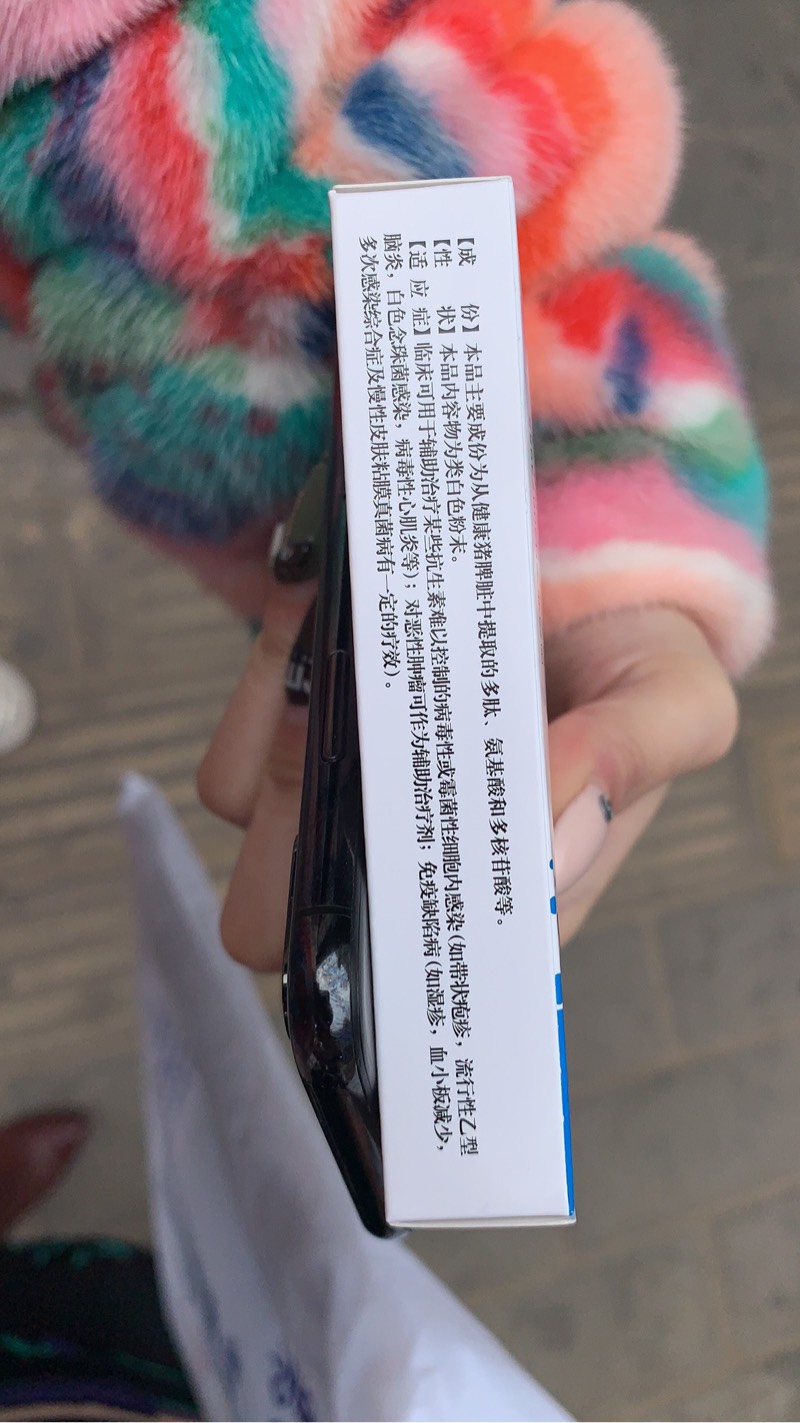 【成　　份】本品主要成份为从健康猪脾脏中提取的多肽、氨基酸和多核苷酸等。
【性　　状】本品内容物为类白色粉末。
【适 应 症】临床可用于辅助治疗某些抗生素难以控制的病毒性或霉菌性细胞内感染(如带状疱疹，流行性乙型
脑炎，白色念珠菌感染，病毒性心肌炎等)；对恶性肿瘤可作为辅助治疗剂；免疫缺陷病(如湿疹，血小板减少，
多次感染综合症及慢性皮肤粘膜真菌病有一定的疗效)。